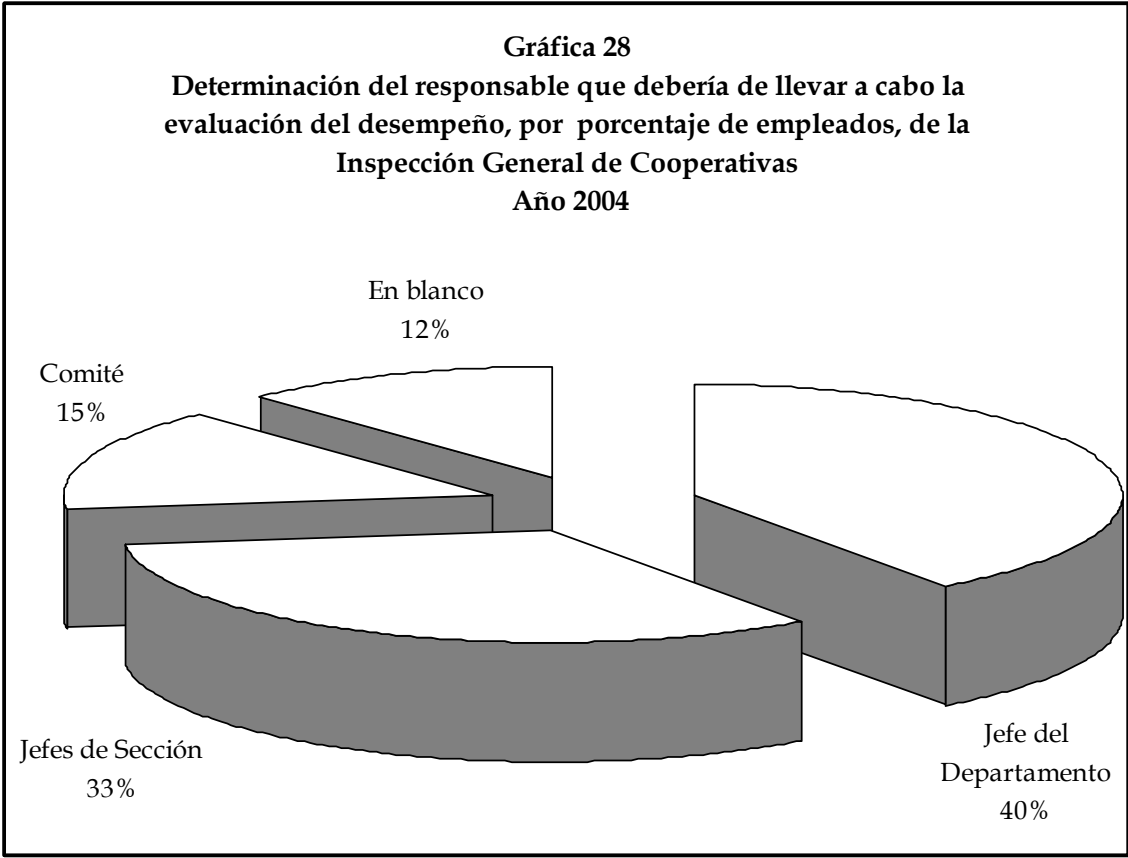 Gráfica 28
Determinación del responsable que debería de llevar a cabo la
evaluación del desempeño, por porcentaje de empleados, de la
Inspección General de Cooperativas
Año 2004
En blanco
12%
Comité
15%
Jefes de Sección
33%
Jefe del
Departamento
40%